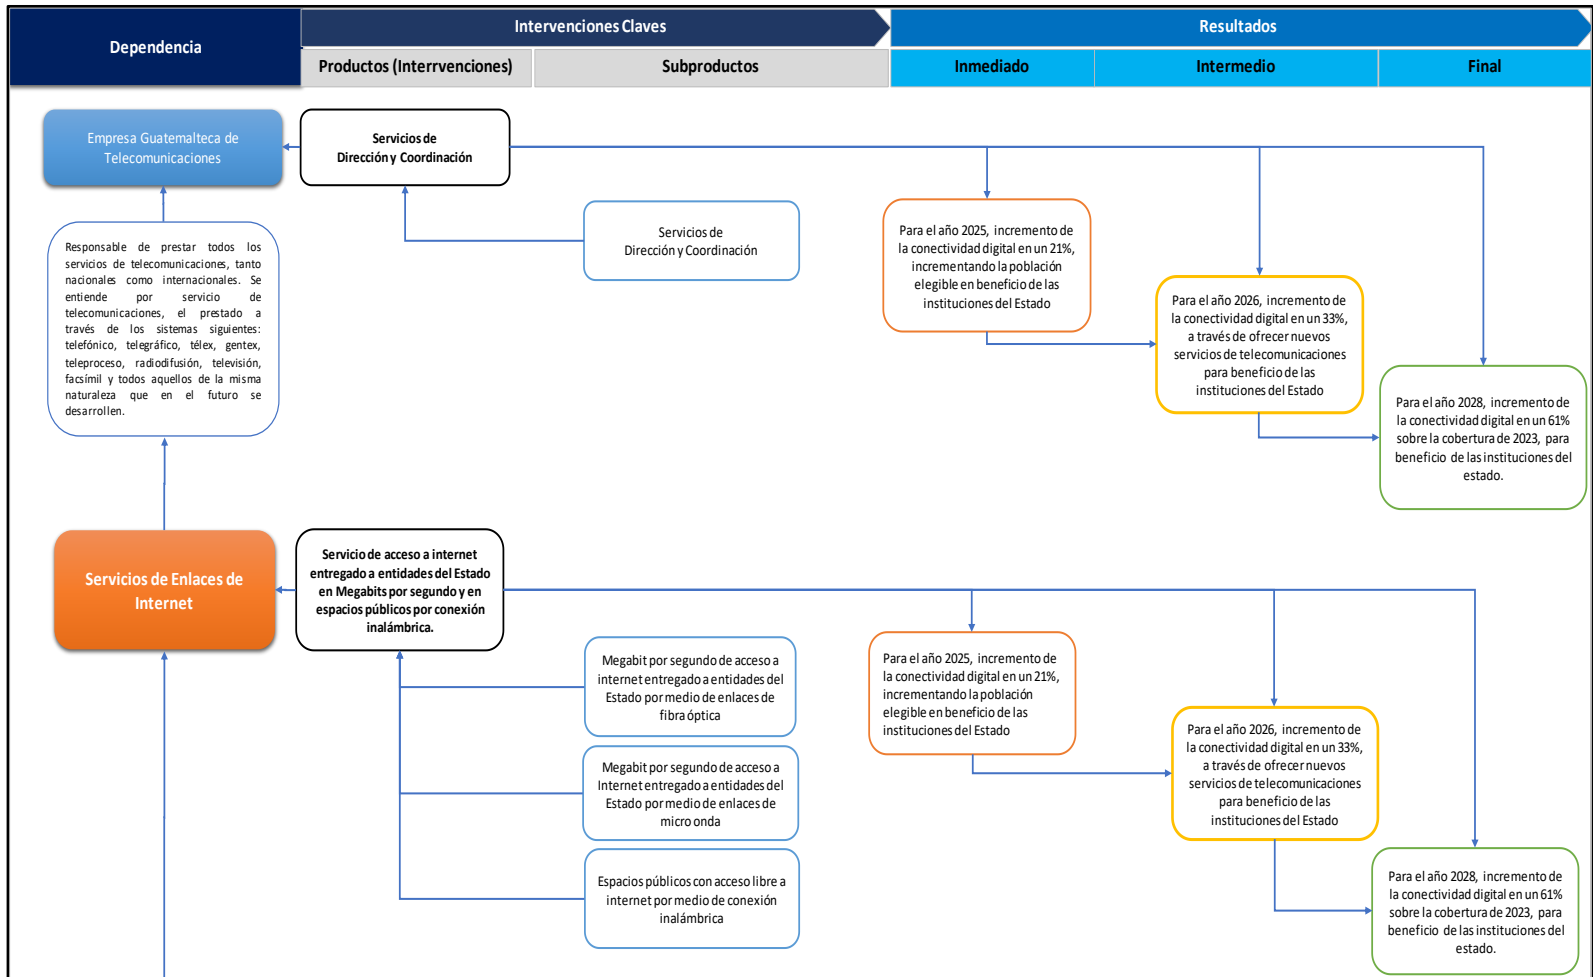 Dependencia
Intervenciones Claves
Resultados
Productos (Interrvenciones)
Subproductos
Inmediado
Intermedio
Final
Empresa Guatemalteca de
Telecomunicaciones
Servicios de
Dirección y Coordinación
Responsable de prestar todos los
servicios de telecomunicaciones, tanto
nacionales como internacionales. Se
entiende por servicio de
telecomunicaciones, el prestado a
través de los sistemas siguientes:
telefónico, telegráfico, télex, gentex,
teleproceso, radiodifusión, televisión,
facsímil y todos aquellos de la misma
naturaleza que en el futuro se
desarrollen.
Servicios de
Dirección y Coordinación
Para el año 2025, incremento de
la conectividad digital en un 21%,
incrementando la población
elegible en beneficio de las
instituciones del Estado
Para el año 2026, incremento de
la conectividad digital en un 33%,
a través de ofrecer nuevos
servicios de telecomunicaciones
para beneficio de las
instituciones del Estado
Para el año 2028, incremento de
la conectividad digital en un 61%
sobre la cobertura de 2023, para
beneficio de las instituciones del
estado.
Servicios de Enlaces de
Internet
Servicio de acceso a internet
entregado a entidades del Estado
en Megabits por segundo y en
espacios públicos por conexión
inalámbrica.
Megabit por segundo de acceso a
internet entregado a entidades del
Estado por medio de enlaces de
fibra óptica
Megabit por segundo de acceso a
Internet entregado a entidades del
Estado por medio de enlaces de
micro onda
Espacios públicos con acceso libre a
internet por medio de conexión
inalámbrica
Para el año 2025, incremento de
la conectividad digital en un 21%,
incrementando la población
elegible en beneficio de las
instituciones del Estado
Para el año 2026, incremento de
la conectividad digital en un 33%,
a través de ofrecer nuevos
servicios de telecomunicaciones
para beneficio de las
instituciones del Estado
Para el año 2028, incremento de
la conectividad digital en un 61%
sobre la cobertura de 2023, para
beneficio de las instituciones del
estado.